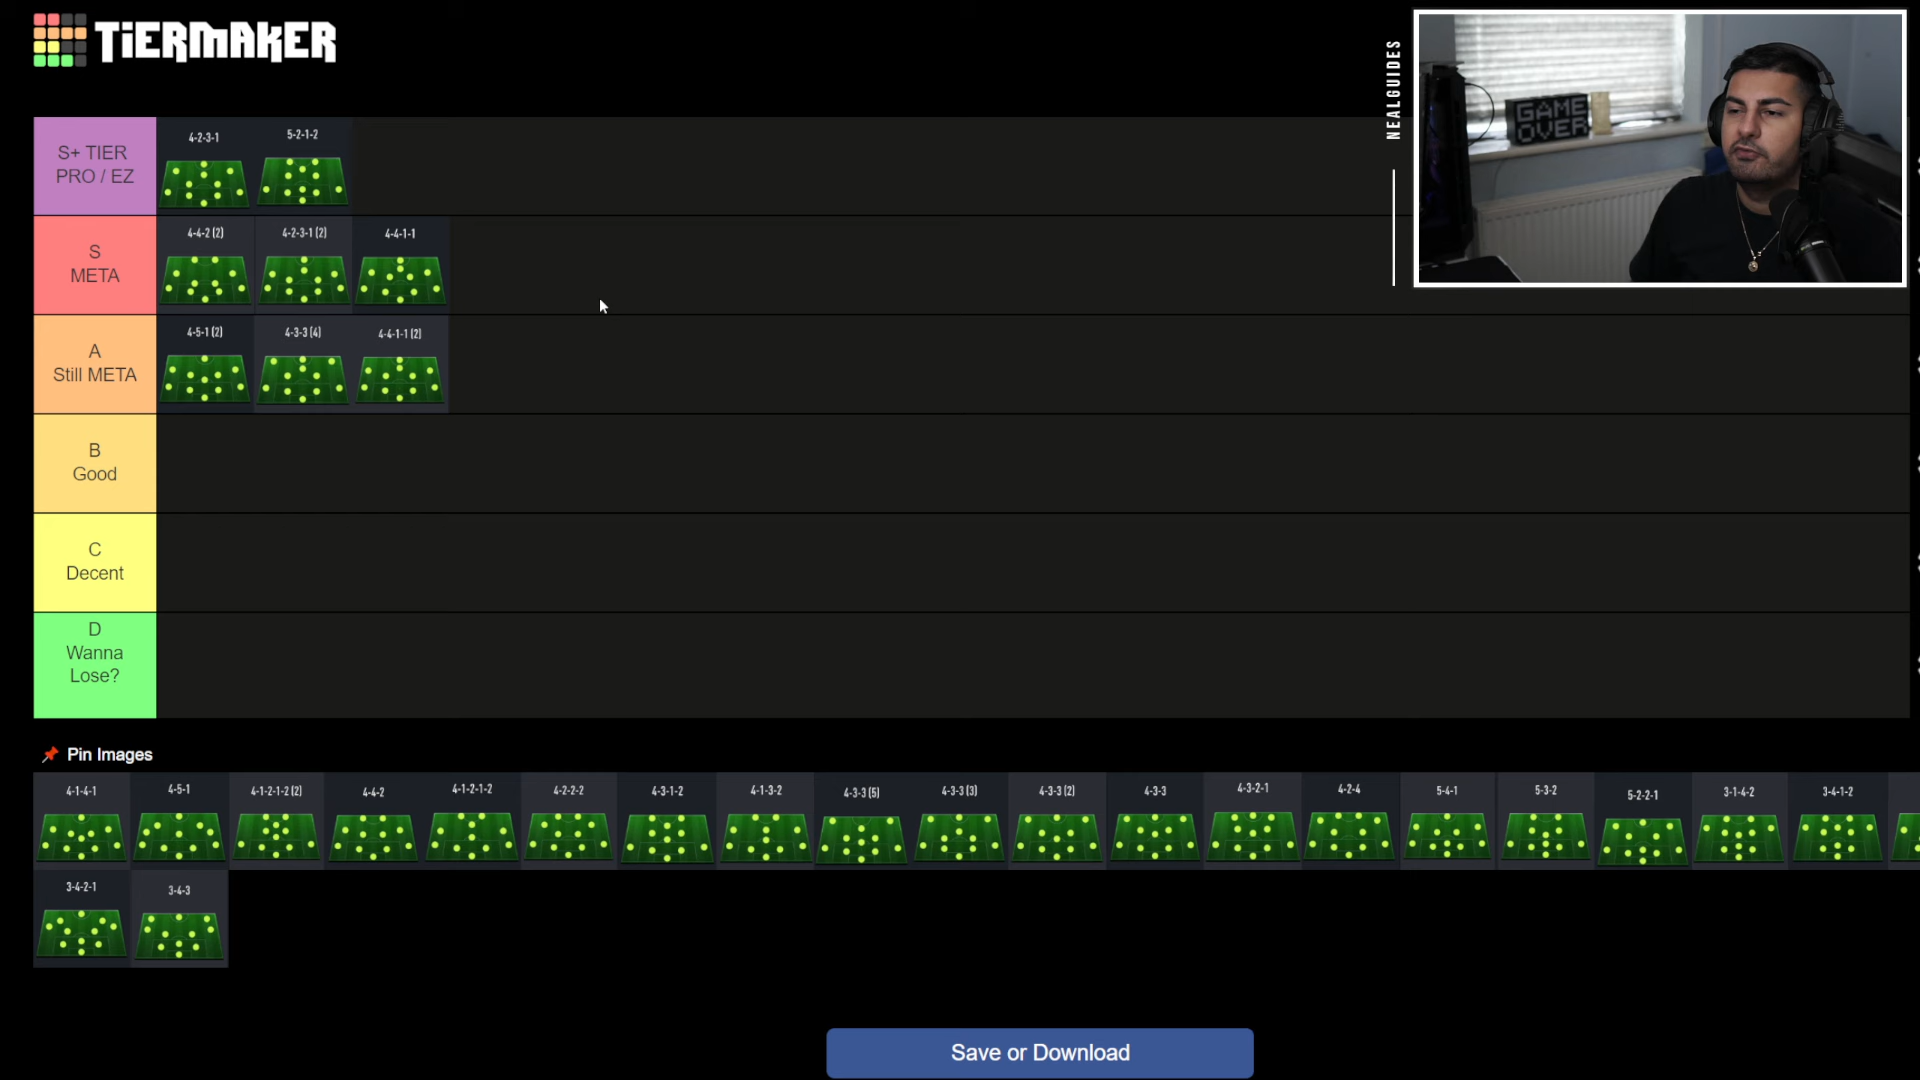 TiERMAKER
NEALGUIDES
GAME
OVER
S+ TIER
PRO / EZ
4-2-3-1
5-2-1-2
S
META
4-4-2 (2)
4-2-3-1 (2)
4-4-1-1
A
Still META
4-5-1 (2)
4-3-3 (4)
4-4-1-1 (2)
B
Good
C
Decent
D
Wanna
Lose?
Pin Images
4-1-4-1
4-5-1
4-1-2-1-2 (2)
4-4-2
4-1-2-1-2
4-2-2-2
4-3-1-2
4-1-3-2
4-3-3 (5)
4-3-3 (3)
4-3-3 (2)
4-3-3
4-3-2-1
4-2-4
5-4-1
5-3-2
5-2-2-1
3-1-4-2
3-4-1-2
3-4-2-1
3-4-3
Save or Download